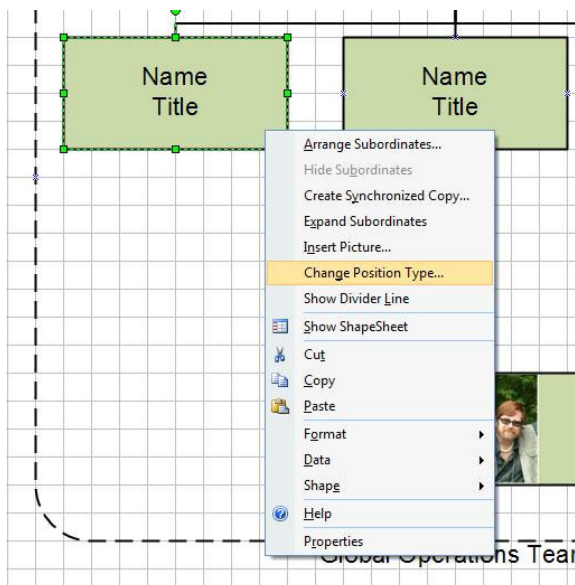 Name
Title
Name
Title
Arrange Subordinates...
Hide Subordinates
Create Synchronized Copy...
Expand Subordinates
Insert Picture...
Change Position Type...
Show Divider Line
Show ShapeSheet
Cut
Copy
Paste
Format
Data
Shape
Help
Properties
Global Operations Tear